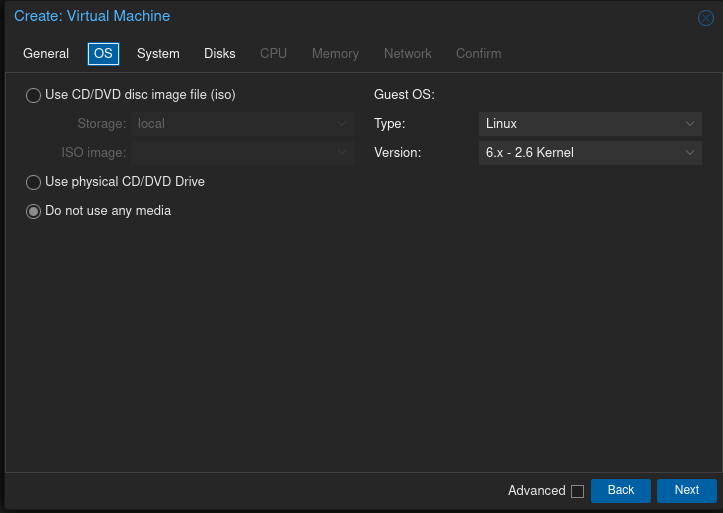 Create: Virtual Machine
General OS System Disks CPU Memory Network Confirm
Use CD/DVD disc image file (iso)
Storage: local
ISO image:
Use physical CD/DVD Drive
Do not use any media
Guest OS:
Type: Linux
Version: 6.x - 2.6 Kernel
Advanced Back Next